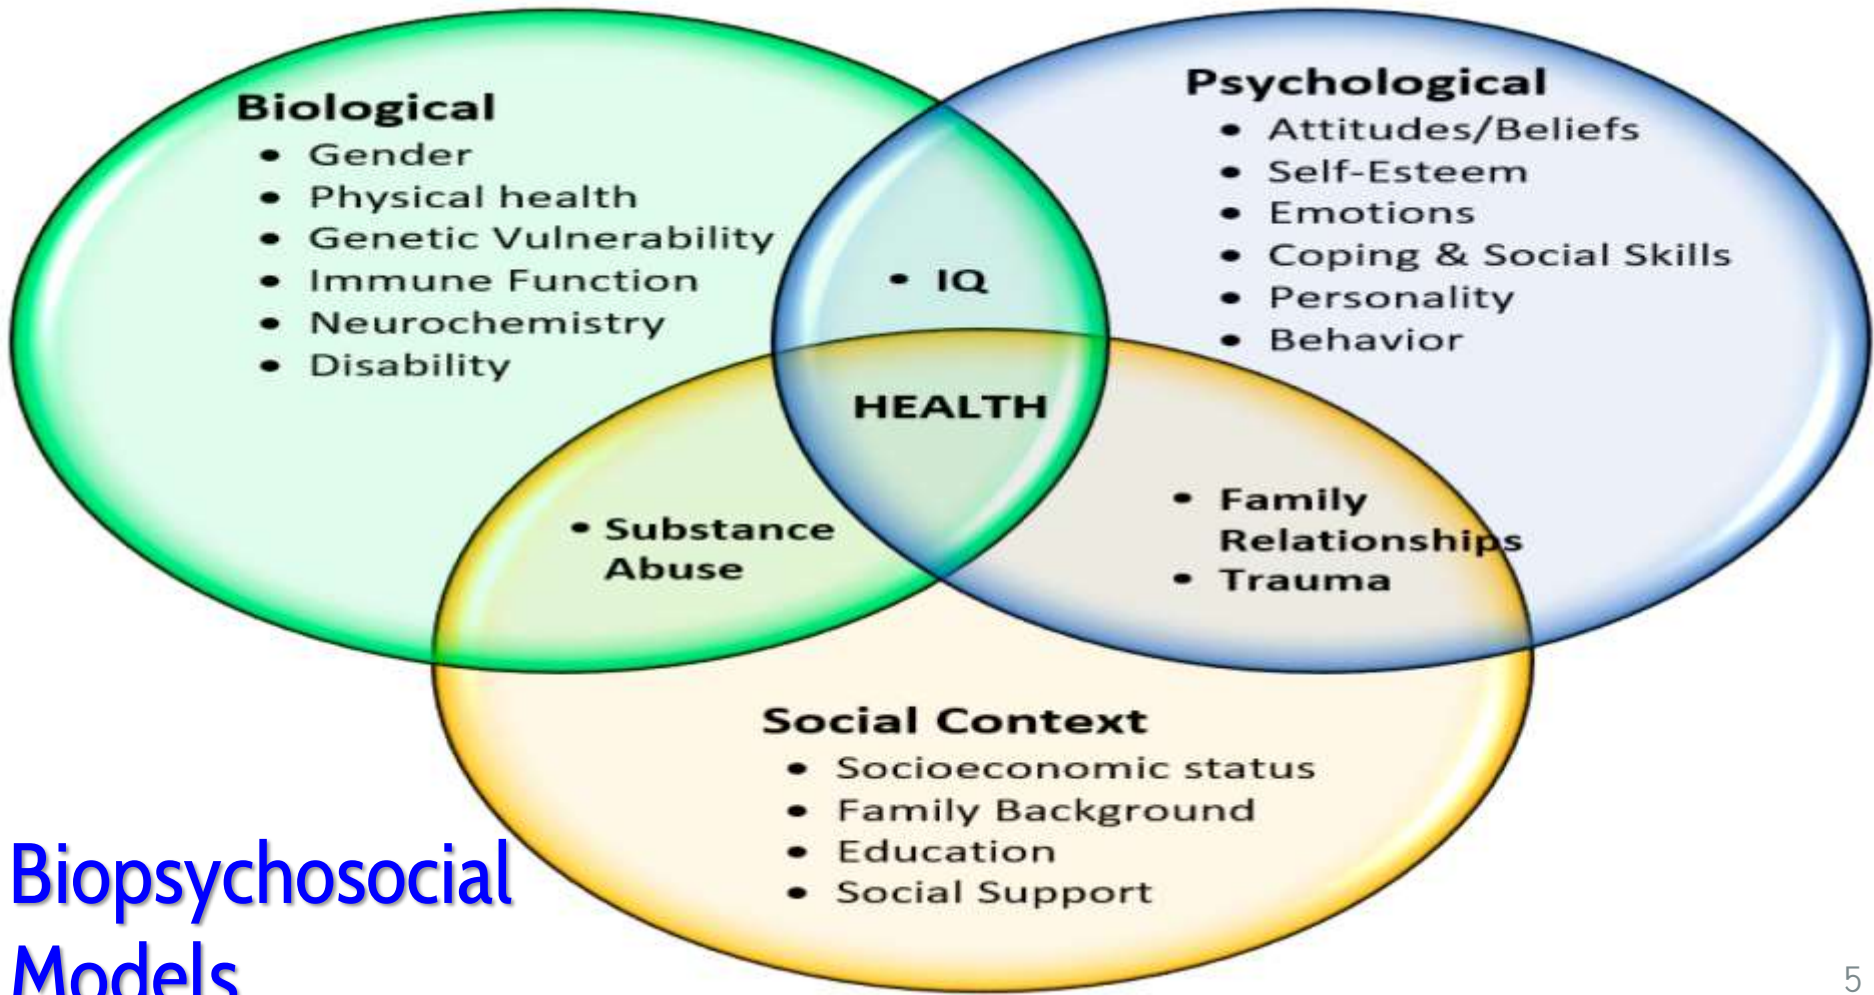 Biological
• Gender
• Physical health
• Genetic Vulnerability
• Immune Function
• Neurochemistry
• Disability
Psychological
• Attitudes/Beliefs
• Self-Esteem
• Emotions
• Coping & Social Skills
• Personality
• Behavior
• IQ
HEALTH
• Substance
Abuse
• Family
Relationships
• Trauma
Social Context
• Socioeconomic status
• Family Background
• Education
• Social Support
Biopsychosocial
Models
5